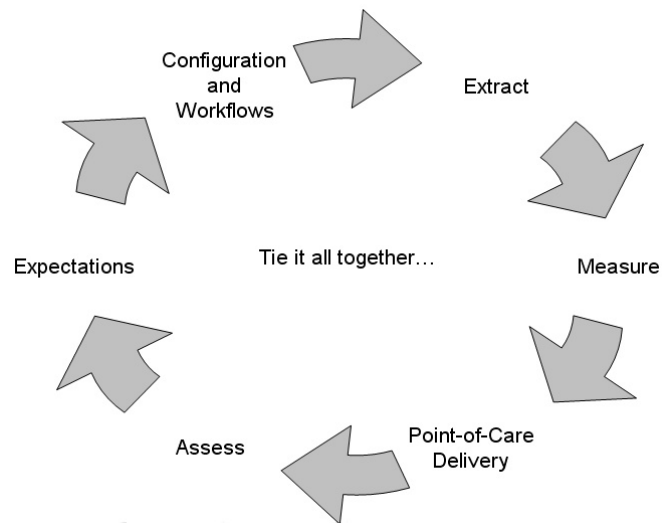 Configuration
and
Workflows
Extract
Expectations
Tie it all together…
Measure
Assess
Point-of-Care
Delivery